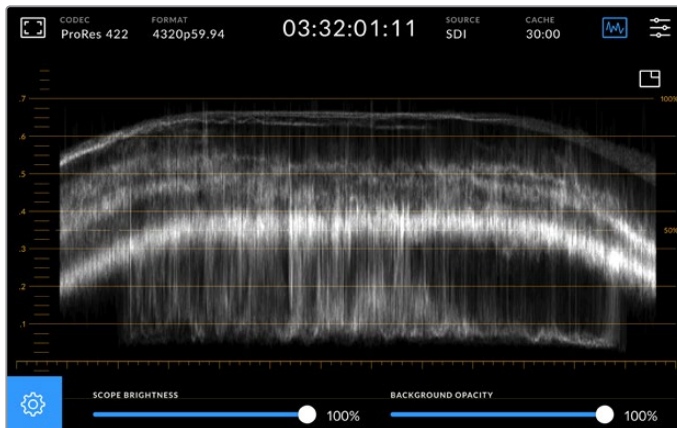 CODEC FORMAT SOURCE CACHE
ProRes 422 4320p59.94 03:32:01:11 SDI 30:00
.7 100%
.6
.5
.4 50%
.3
.2
.1
SCOPE BRIGHTNESS BACKGROUND OPACITY
100% 100%